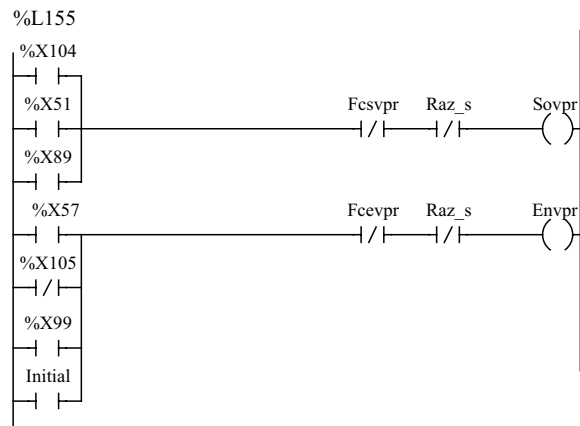 %L155
%X104
%X51 Fcsvpr Raz_s Sovpr
%X89
%X57 Fcevpr Raz_s Envpr
%X105
%X99
Initial